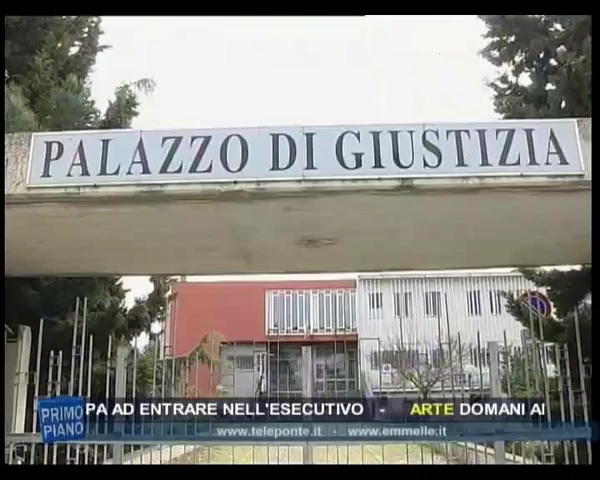 PALAZZO DI GIUSTIZIA
PRIMO
PIANO
PA AD ENTRARE NELL'ESECUTIVO - ARTE DOMANI AI
www.teleponte.it - www.emmelle.it